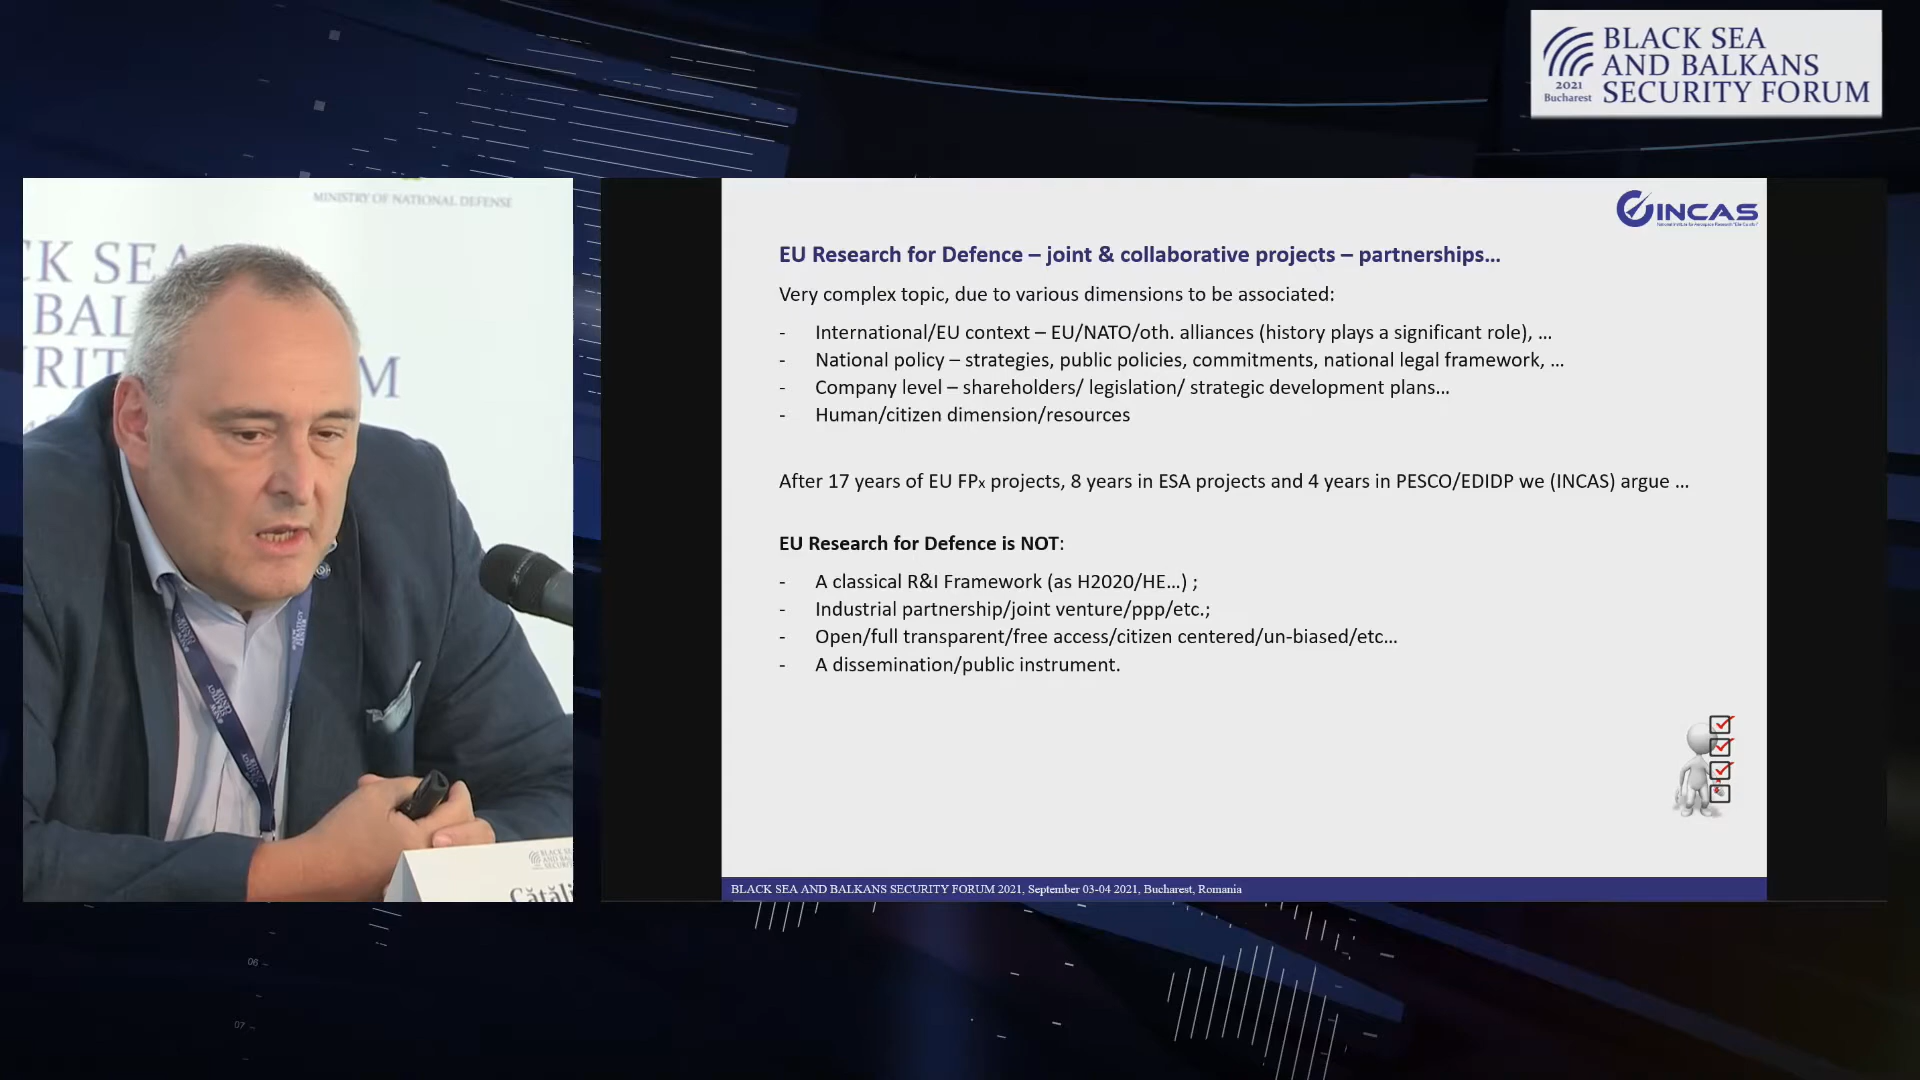 BLACK SEA
AND BALKANS
SECURITY FORUM
2021
Bucharest
MINISTRY OF NATIONAL DEFENSE
CK SEA
BAL
RIT M
Cătăli
INCAS
EU Research for Defence – joint & collaborative projects – partnerships...
Very complex topic, due to various dimensions to be associated:
- International/EU context – EU/NATO/oth. alliances (history plays a significant role), ...
- National policy – strategies, public policies, commitments, national legal framework, ...
- Company level – shareholders/ legislation/ strategic development plans...
- Human/citizen dimension/resources
After 17 years of EU FPx projects, 8 years in ESA projects and 4 years in PESCO/EDIDP we (INCAS) argue ...
EU Research for Defence is NOT:
- A classical R&I Framework (as H2020/HE...) ;
- Industrial partnership/joint venture/ppp/etc.;
- Open/full transparent/free access/citizen centered/un-biased/etc...
- A dissemination/public instrument.
BLACK SEA AND BALKANS SECURITY FORUM 2021, September 03-04 2021, Bucharest, Romania
06
07